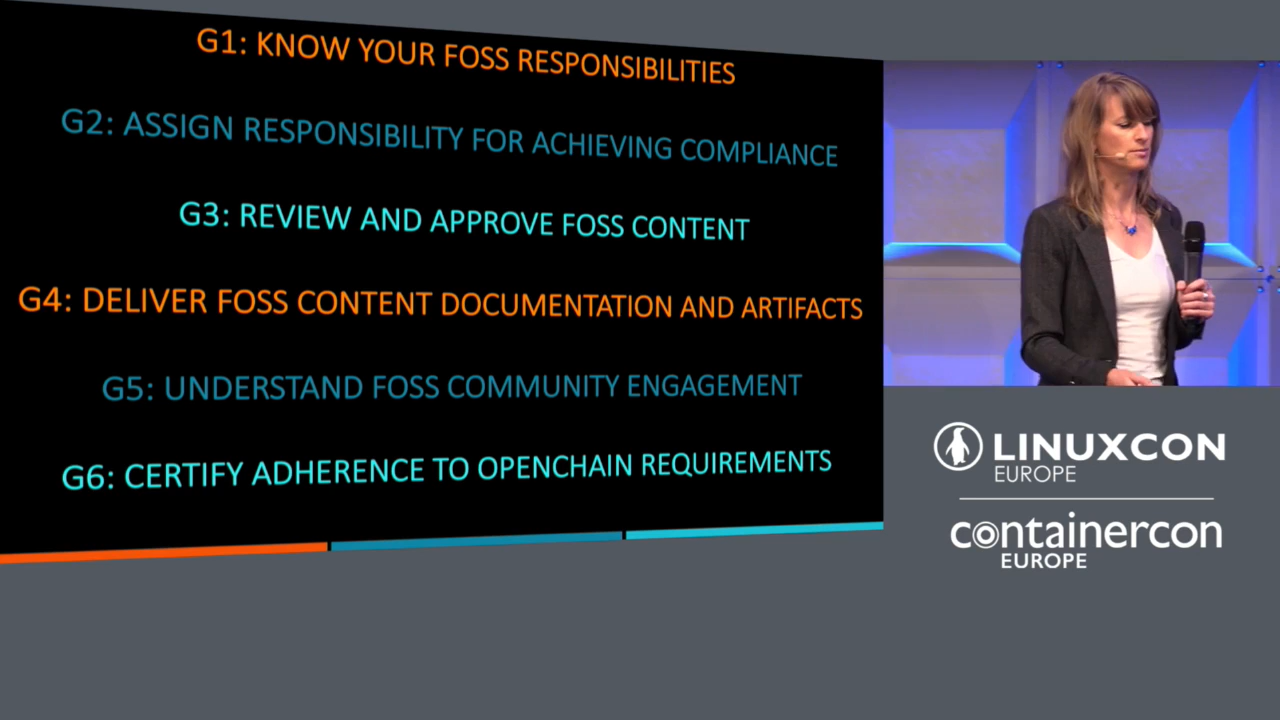 G1: KNOW YOUR FOSS RESPONSIBILITIES
G2: ASSIGN RESPONSIBILITY FOR ACHIEVING COMPLIANCE
G3: REVIEW AND APPROVE FOSS CONTENT
G4: DELIVER FOSS CONTENT DOCUMENTATION AND ARTIFACTS
G5: UNDERSTAND FOSS COMMUNITY ENGAGEMENT
G6: CERTIFY ADHERENCE TO OPENCHAIN REQUIREMENTS
LINUXCON
EUROPE
containercon
EUROPE